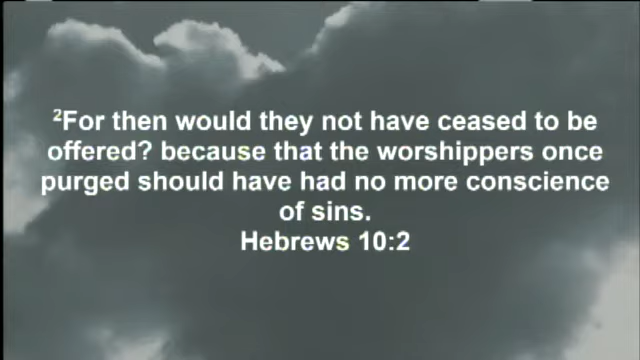 ²For then would they not have ceased to be
offered? because that the worshippers once
purged should have had no more conscience
of sins.
Hebrews 10:2